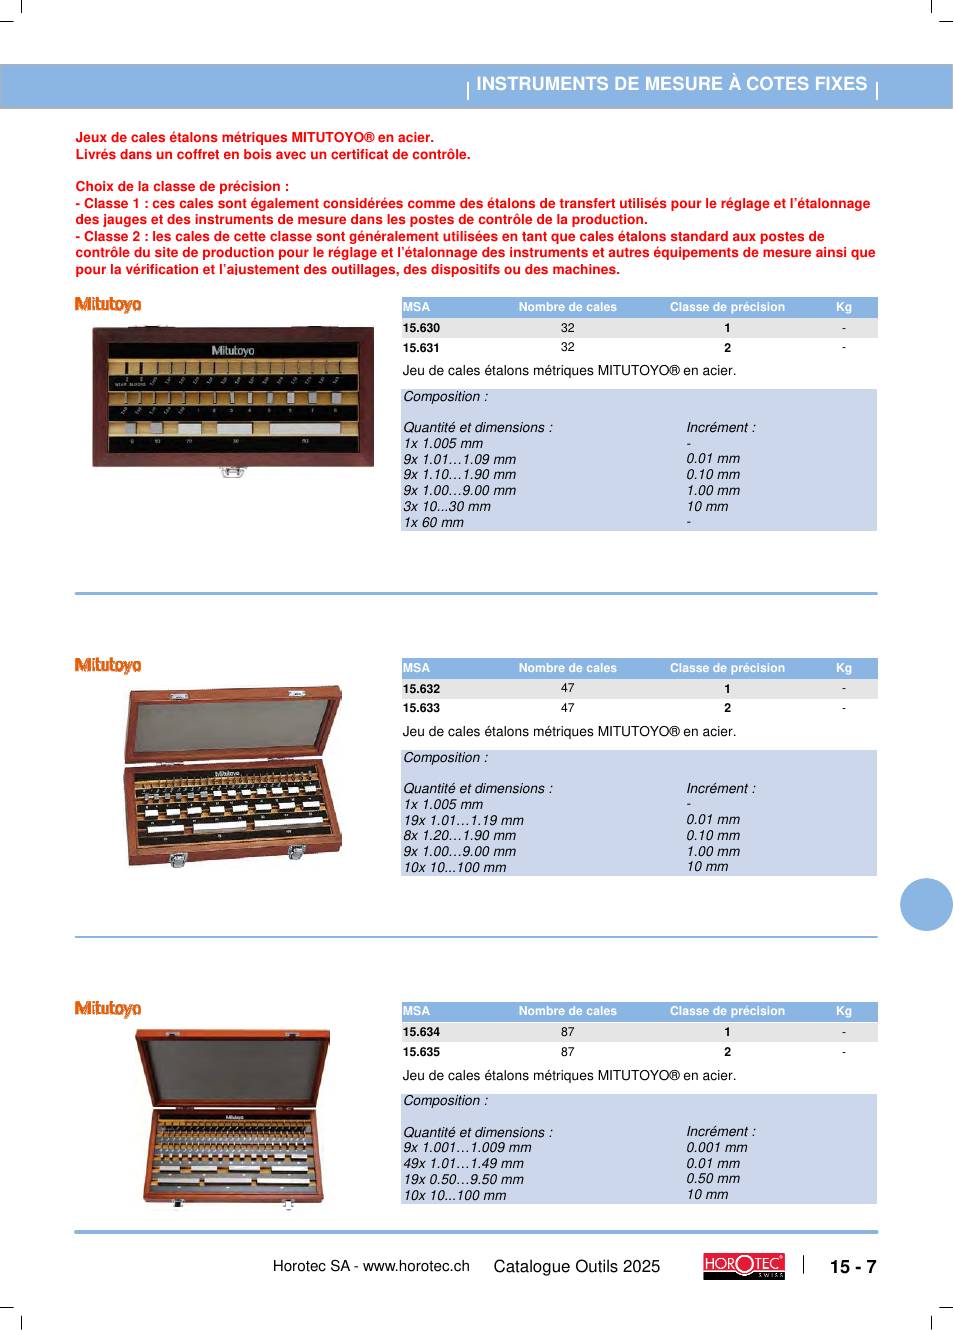 INSTRUMENTS DE MESURE À COTES FIXES
Jeux de cales étalons métriques MITUTOYO® en acier.
Livrés dans un coffret en bois avec un certificat de contrôle.
Choix de la classe de précision :
- Classe 1 : ces cales sont également considérées comme des étalons de transfert utilisés pour le réglage et l'étalonnage
des jauges et des instruments de mesure dans les postes de contrôle de la production.
- Classe 2 : les cales de cette classe sont généralement utilisées en tant que cales étalons standard aux postes de
contrôle du site de production pour le réglage et l'étalonnage des instruments et autres équipements de mesure ainsi que
pour la vérification et l'ajustement des outillages, des dispositifs ou des machines.
Mitutoyo
Mitutoyo
MSA Nombre de cales Classe de précision Kg
15.630 32 1 -
15.631 32 2 -
Jeu de cales étalons métriques MITUTOYO® en acier.
Composition :
Quantité et dimensions : Incrément :
1x 1.005 mm -
9x 1.01…1.09 mm 0.01 mm
9x 1.10…1.90 mm 0.10 mm
9x 1.00…9.00 mm 1.00 mm
3x 10...30 mm 10 mm
1x 60 mm -
Mitutoyo
Mitutoyo
MSA Nombre de cales Classe de précision Kg
15.632 47 1 -
15.633 47 2 -
Jeu de cales étalons métriques MITUTOYO® en acier.
Composition :
Quantité et dimensions : Incrément :
1x 1.005 mm -
19x 1.01…1.19 mm 0.01 mm
8x 1.20…1.90 mm 0.10 mm
9x 1.00…9.00 mm 1.00 mm
10x 10...100 mm 10 mm
Mitutoyo
Mitutoyo
MSA Nombre de cales Classe de précision Kg
15.634 87 1 -
15.635 87 2 -
Jeu de cales étalons métriques MITUTOYO® en acier.
Composition :
Quantité et dimensions : Incrément :
9x 1.001…1.009 mm 0.001 mm
49x 1.01…1.49 mm 0.01 mm
19x 0.50…9.50 mm 0.50 mm
10x 10...100 mm 10 mm
Horotec SA - www.horotec.ch Catalogue Outils 2025 HOROTEC SWISS 15 - 7